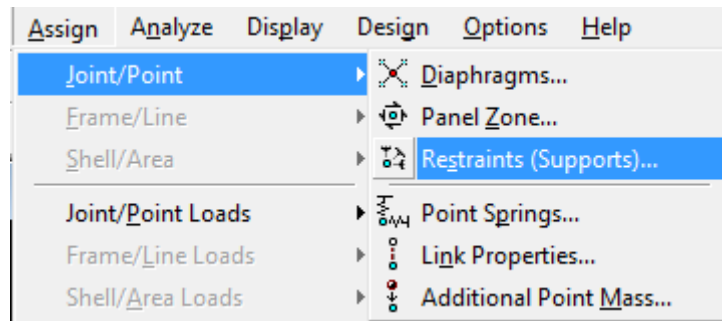 Assign Analyze Display Design Options Help
Joint/Point
Frame/Line
Shell/Area
Joint/Point Loads
Frame/Line Loads
Shell/Area Loads
Diaphragms...
Panel Zone...
Restraints (Supports)...
Point Springs...
Link Properties...
Additional Point Mass...